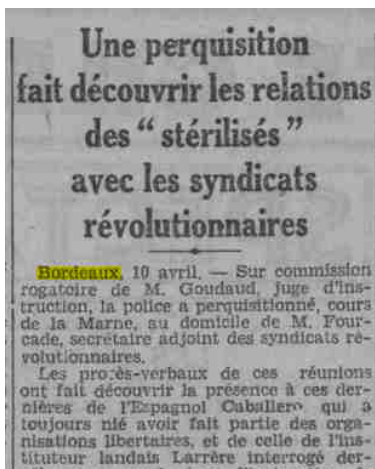 Une perquisition
fait découvrir les relations
des "stérilisés"
avec les syndicats
révolutionnaires
Bordeaux, 10 avril. — Sur commission
rogatoire de M. Goudaud, juge d'ins-
truction, la police a perquisitionné, cours
de la Marne, au domicile de M. Four-
cade, secrétaire adjoint des syndicats ré-
volutionnaires.
Les procès-verbaux de ces réunions
ont fait découvrir la présence à ces der-
nières de l'Espagnol Caballero, qui a
toujours nié avoir fait partie des orga-
nisations libertaires, et de celle de l'ins-
tituteur landais Larrère interrogé der-